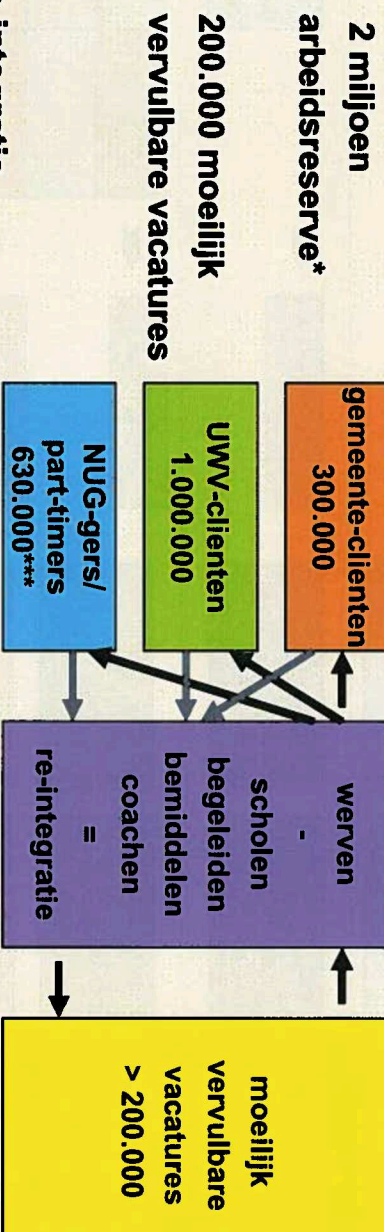 2 miljoen
arbeidsreserve*
200.000 moeilijk
vervulbare vacatures
gemeente-clienten
300.000
UWV-clienten
1.000.000
NUG-gers/
part-timers
630.000***
werven
-
scholen
begeleiden
bemiddelen
coachen
=
re-integratie
moeilijk
vervulbare
vacatures
> 200.000